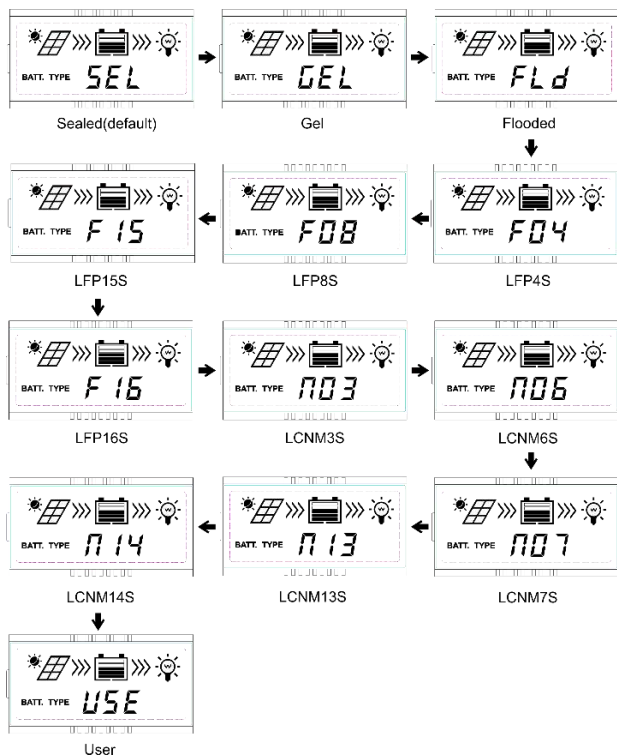 BATT. TYPE SEL
Sealed(default)
BATT. TYPE GEL
Gel
BATT. TYPE FLd
Flooded
BATT. TYPE F04
LFP4S
BATT. TYPE F08
LFP8S
BATT. TYPE F15
LFP15S
BATT. TYPE F16
LFP16S
BATT. TYPE n03
LCNM3S
BATT. TYPE n06
LCNM6S
BATT. TYPE n07
LCNM7S
BATT. TYPE n13
LCNM13S
BATT. TYPE n14
LCNM14S
BATT. TYPE USE
User